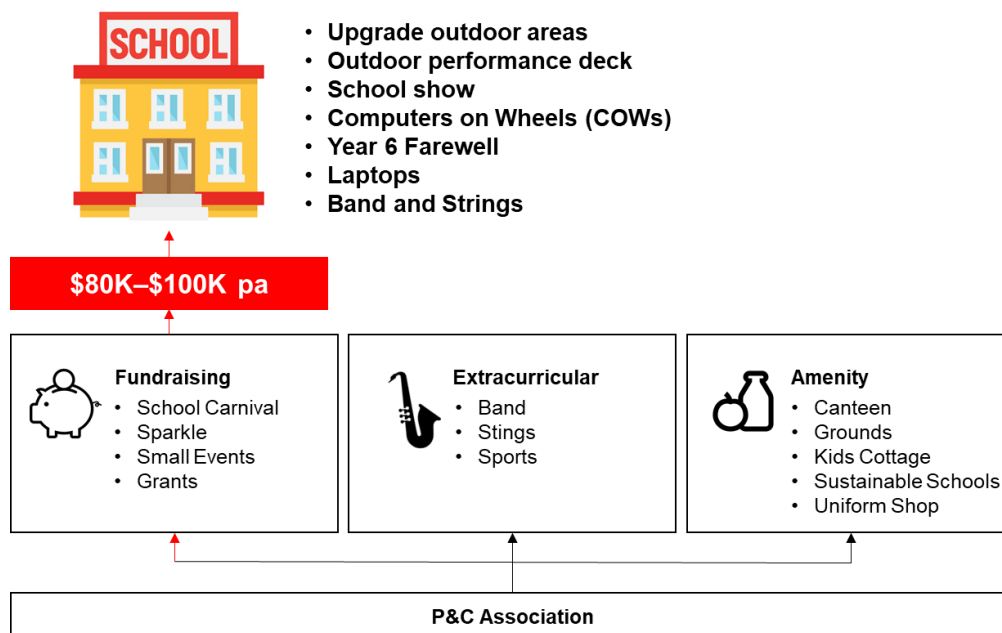 SCHOOL
• Upgrade outdoor areas
• Outdoor performance deck
• School show
• Computers on Wheels (COWs)
• Year 6 Farewell
• Laptops
• Band and Strings
$80K–$100K pa
Fundraising
• School Carnival
• Sparkle
• Small Events
• Grants
Extracurricular
• Band
• Stings
• Sports
Amenity
• Canteen
• Grounds
• Kids Cottage
• Sustainable Schools
• Uniform Shop
P&C Association